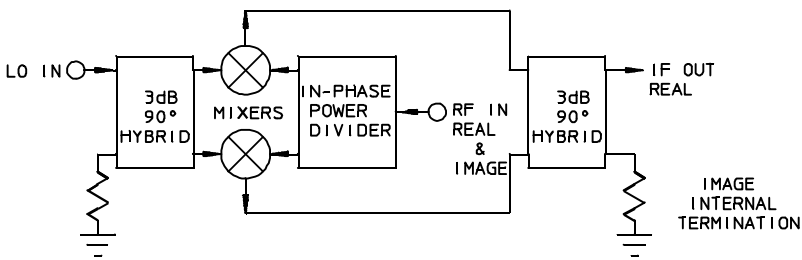 LO IN
3dB
90°
HYBRID
MIXERS
IN-PHASE
POWER
DIVIDER
RF IN
REAL
&
IMAGE
3dB
90°
HYBRID
IF OUT
REAL
IMAGE
INTERNAL
TERMINATION